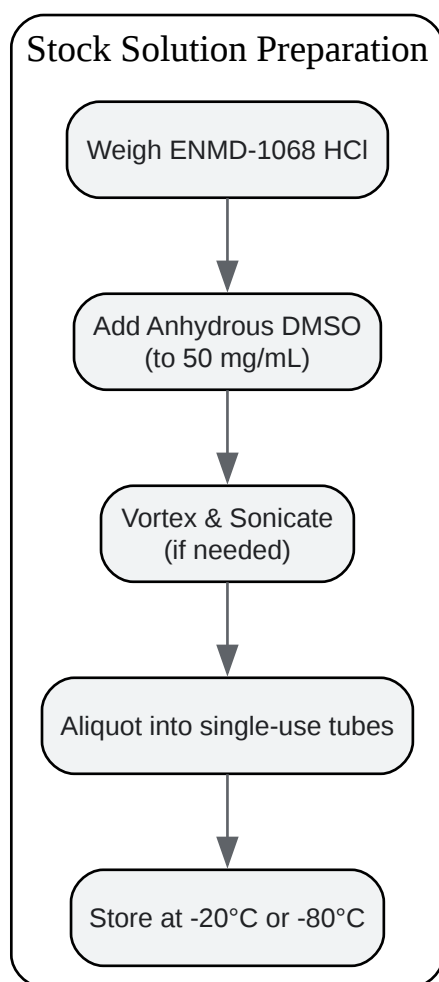 Stock Solution Preparation
Weigh ENMD-1068 HCl
Add Anhydrous DMSO
(to 50 mg/mL)
Vortex & Sonicate
(if needed)
Aliquot into single-use tubes
Store at -20°C or -80°C